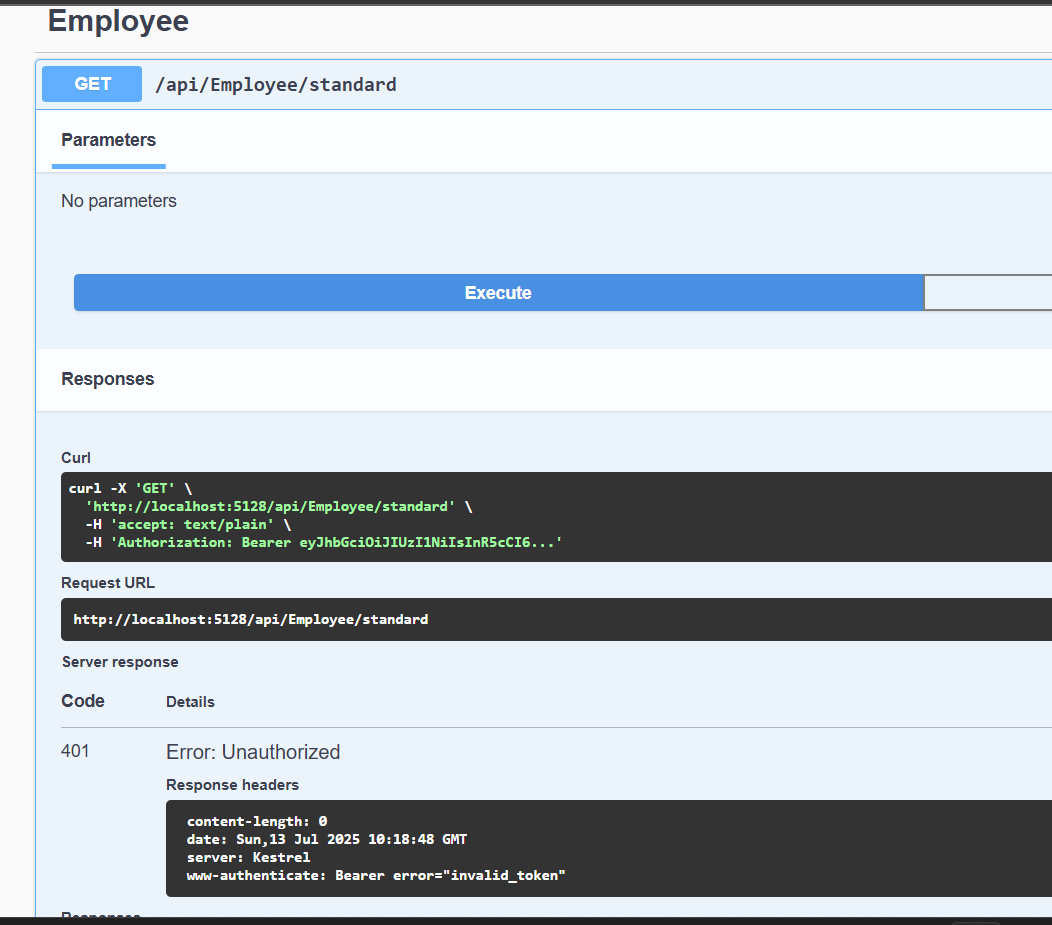 Employee
GET /api/Employee/standard
Parameters
No parameters
Execute
Responses
Curl
curl -X 'GET' \
'http://localhost:5128/api/Employee/standard' \
-H 'accept: text/plain' \
-H 'Authorization: Bearer eyJhbGciOiJIUzI1NiIsInR5cCI6...'
Request URL
http://localhost:5128/api/Employee/standard
Server response
Code Details
401 Error: Unauthorized
Response headers
content-length: 0
date: Sun,13 Jul 2025 10:18:48 GMT
server: Kestrel
www-authenticate: Bearer error="invalid_token"
Responses